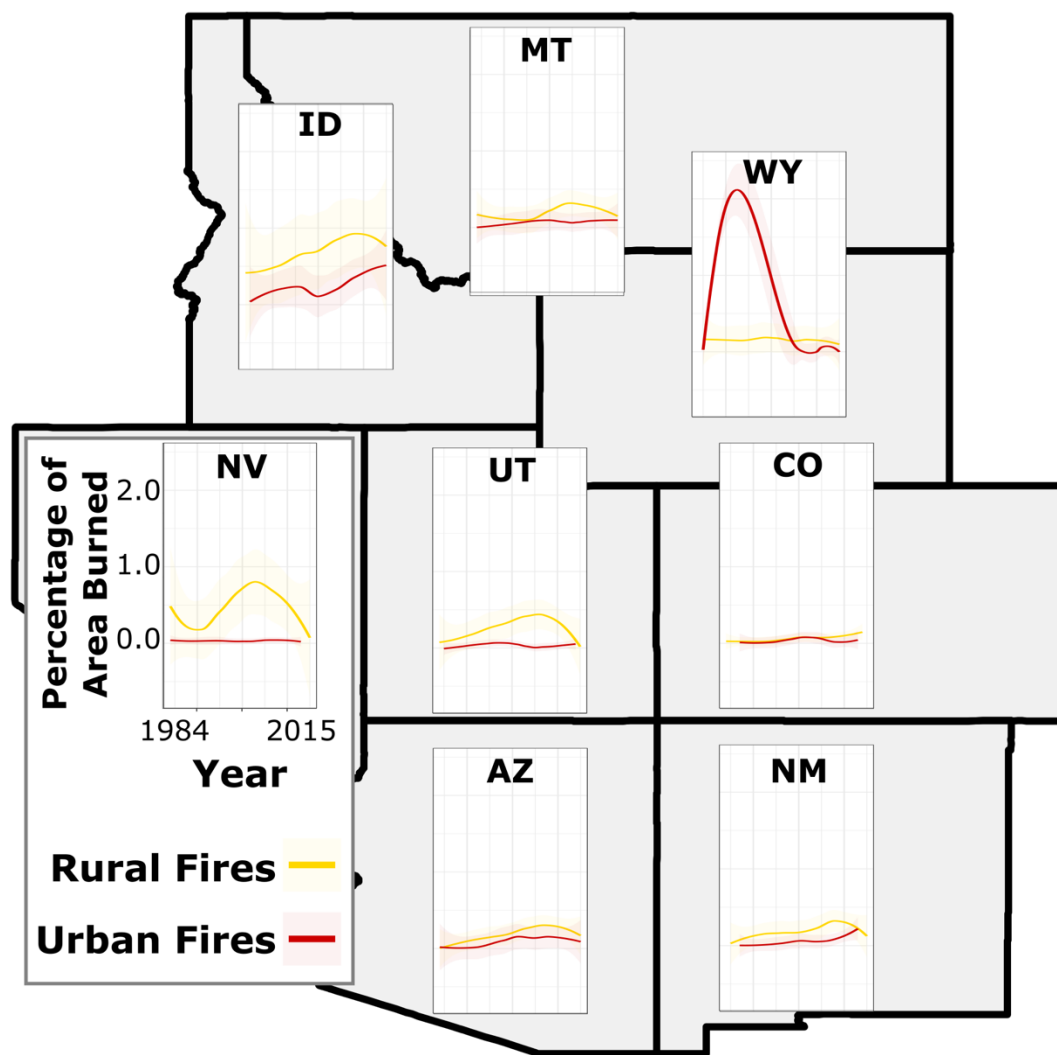 MT
ID
WY
NV
UT
CO
Percentage of
Area Burned
2.0
1.0
0.0
1984
2015
Year
AZ
NM
Rural Fires
Urban Fires